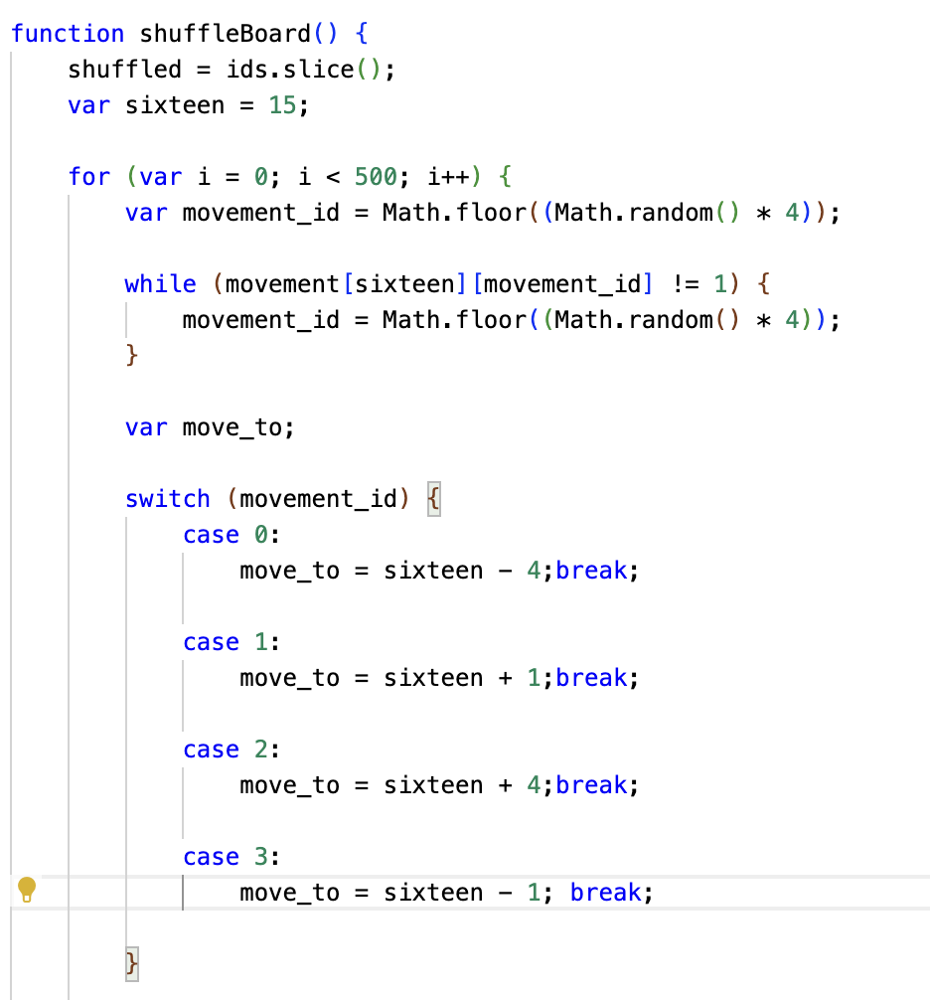 function shuffleBoard() {
    shuffled = ids.slice();
    var sixteen = 15;

    for (var i = 0; i < 500; i++) {
        var movement_id = Math.floor((Math.random() * 4));

        while (movement[sixteen][movement_id] != 1) {
            movement_id = Math.floor((Math.random() * 4));
        }

        var move_to;

        switch (movement_id) {
            case 0:
                move_to = sixteen - 4;break;

            case 1:
                move_to = sixteen + 1;break;

            case 2:
                move_to = sixteen + 4;break;

            case 3:
                move_to = sixteen - 1; break;

        }